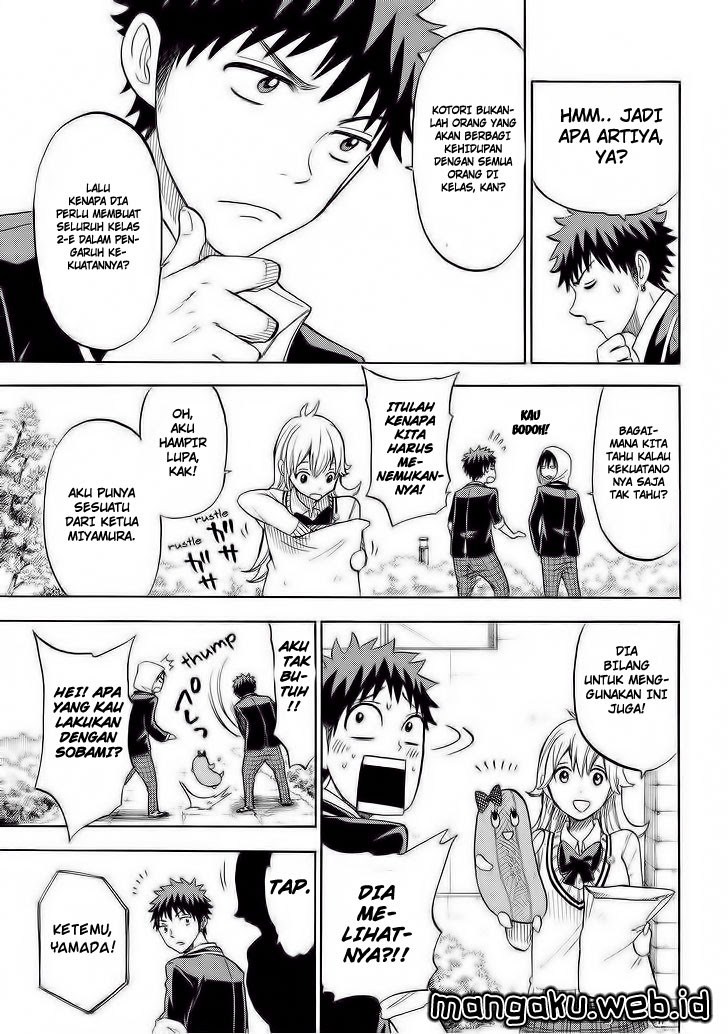 HMM.. JADI
APA ARTIYA,
YA?
KOTORI BUKAN-
LAH ORANG YANG
AKAN BERBAGI
KEHIDUPAN
DENGAN SEMUA
ORANG DI
KELAS, KAN?
LALU
KENAPA DIA
PERLU MEMBUAT
SELURUH KELAS
2-E DALAM PEN-
GARUH KE-
KUATANNYA?
BAGAI-
MANA KITA
TAHU KALAU
KEKUATANO
NYA SAJA
TAK TAHU?
KAU
BODOH!
ITULAH
KENAPA
KITA
HARUS
ME-
NEMUKAN-
NYA!
OH,
AKU
HAMPIR
LUPA,
KAK!
AKU PUNYA
SESUATU
DARI KETUA
MIYAMURA.
rustle
rustle
ガサ
ガサ
DIA
BILANG
UNTUK MENG-
GUNAKAN INI
JUGA!
DIA
ME-
LIHAT-
NYA?!!
AKU
TAK
BU-
TUH
!!
thump
HEI! APA
YANG KAU
LAKUKAN
DENGAN
SOBAMI?
TAP.
KETEMU,
YAMADA!
mangaku.web.id